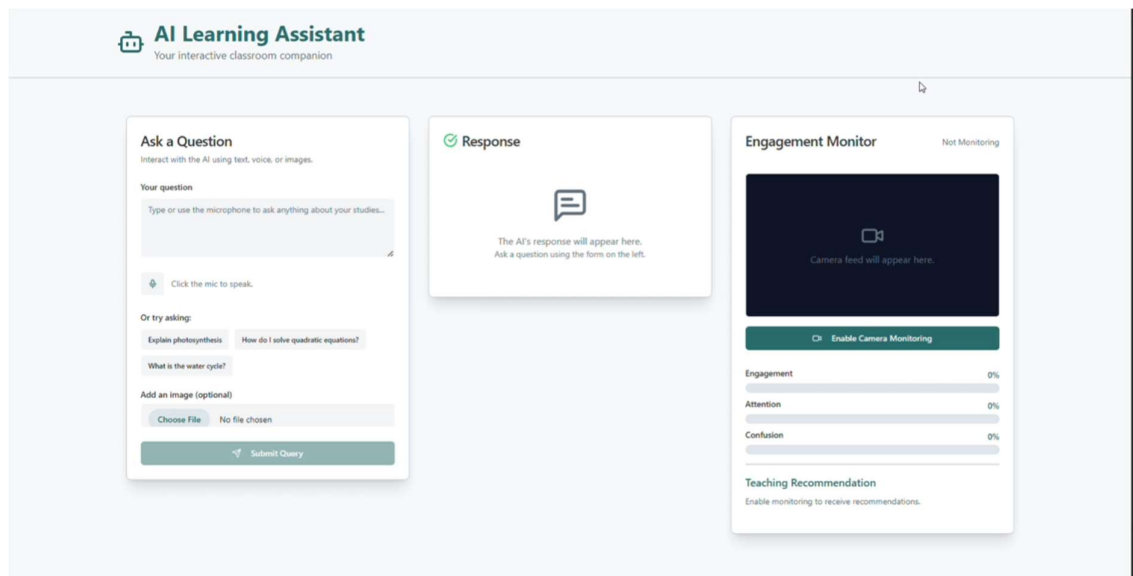 AI Learning Assistant
Your interactive classroom companion
Ask a Question
Interact with the AI using text, voice, or images.
Your question
Type or use the microphone to ask anything about your studies...
Click the mic to speak.
Or try asking:
Explain photosynthesis
How do I solve quadratic equations?
What is the water cycle?
Add an image (optional)
Choose File No file chosen
Submit Query
Response
The AI's response will appear here.
Ask a question using the form on the left.
Engagement Monitor
Not Monitoring
Camera feed will appear here.
Enable Camera Monitoring
Engagement 0%
Attention 0%
Confusion 0%
Teaching Recommendation
Enable monitoring to receive recommendations.